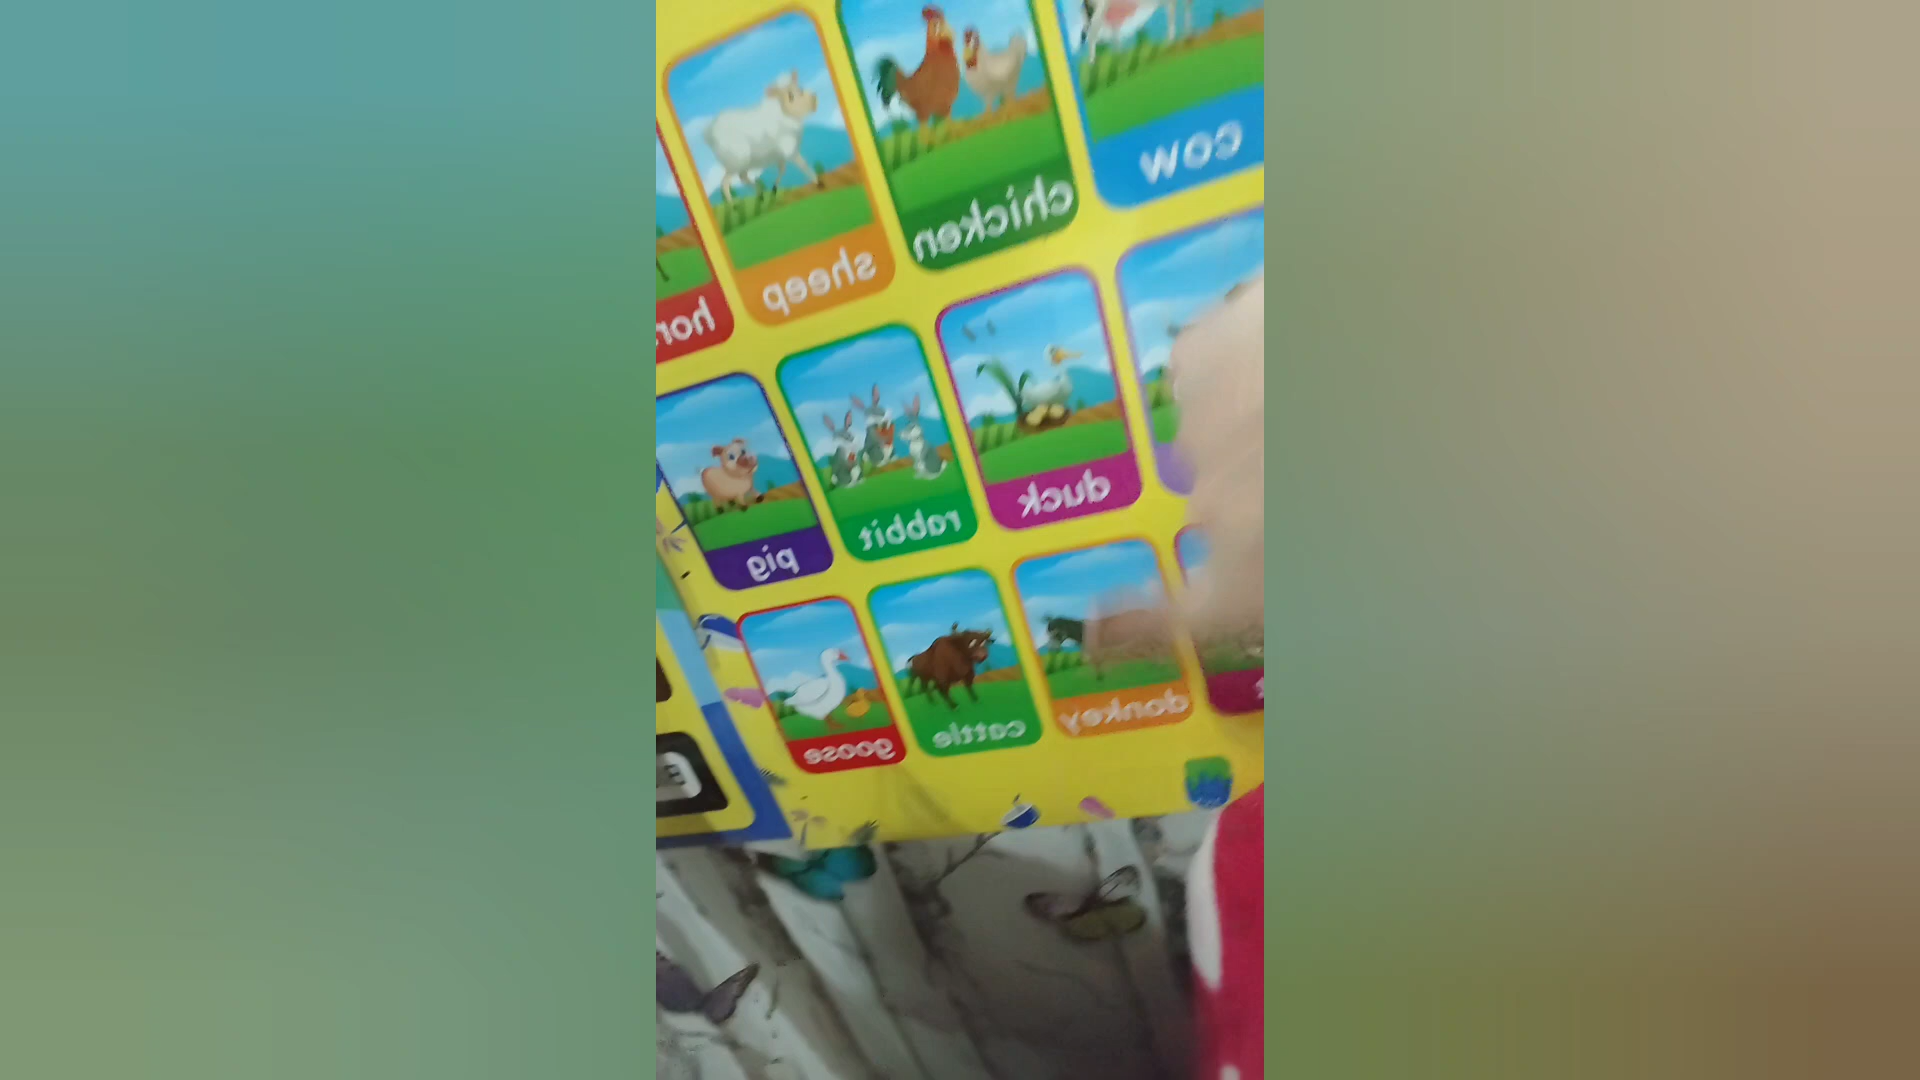 cow
chicken
sheep
duck
rabbit
pig
donkey
cattle
goose